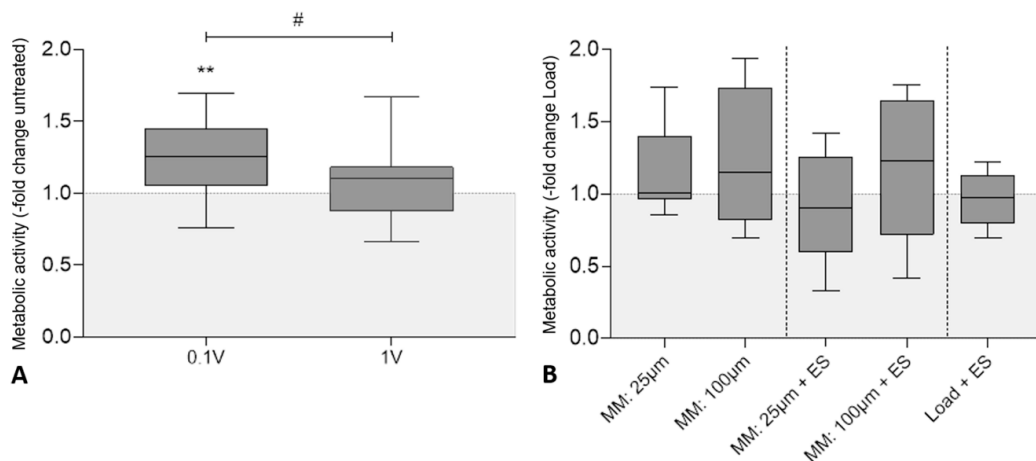 #
**
Metabolic activity (-fold change untreated)
2.0
1.5
1.0
0.5
0.0
0.1V
1V
A
Metabolic activity (-fold change Load)
2.0
1.5
1.0
0.5
0.0
MM: 25µm
MM: 100µm
MM: 25µm + ES
MM: 100µm + ES
Load + ES
B